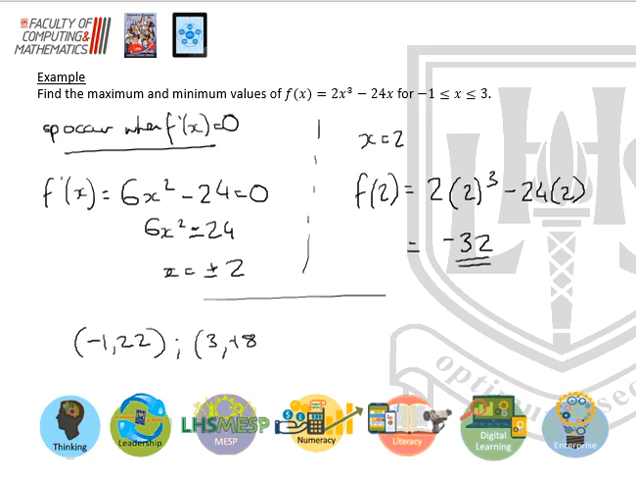 FACULTY OF
COMPUTING&
MATHEMATICS
Example
Find the maximum and minimum values of f(x) = 2x³ − 24x for −1 ≤ x ≤ 3.
sp occur when f'(x)=0
f'(x) = 6x² - 24 = 0
6x² = 24
x = ± 2
x = 2
f(2) = 2(2)³ - 24(2)
= -32
(-1,22) ; (3,-18
LHS
Thinking
Leadership
LHSMESP
MESP
Numeracy
Literacy
Digital
Learning
Enterprise